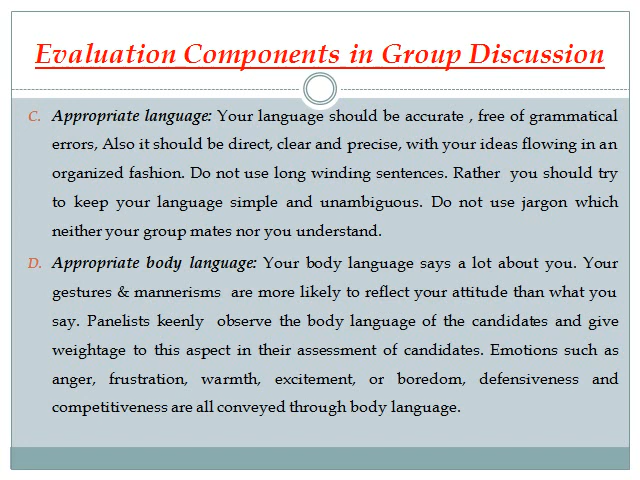 Evaluation Components in Group Discussion
C. Appropriate language: Your language should be accurate , free of grammatical
errors, Also it should be direct, clear and precise, with your ideas flowing in an
organized fashion. Do not use long winding sentences. Rather you should try
to keep your language simple and unambiguous. Do not use jargon which
neither your group mates nor you understand.
D. Appropriate body language: Your body language says a lot about you. Your
gestures & mannerisms are more likely to reflect your attitude than what you
say. Panelists keenly observe the body language of the candidates and give
weightage to this aspect in their assessment of candidates. Emotions such as
anger, frustration, warmth, excitement, or boredom, defensiveness and
competitiveness are all conveyed through body language.